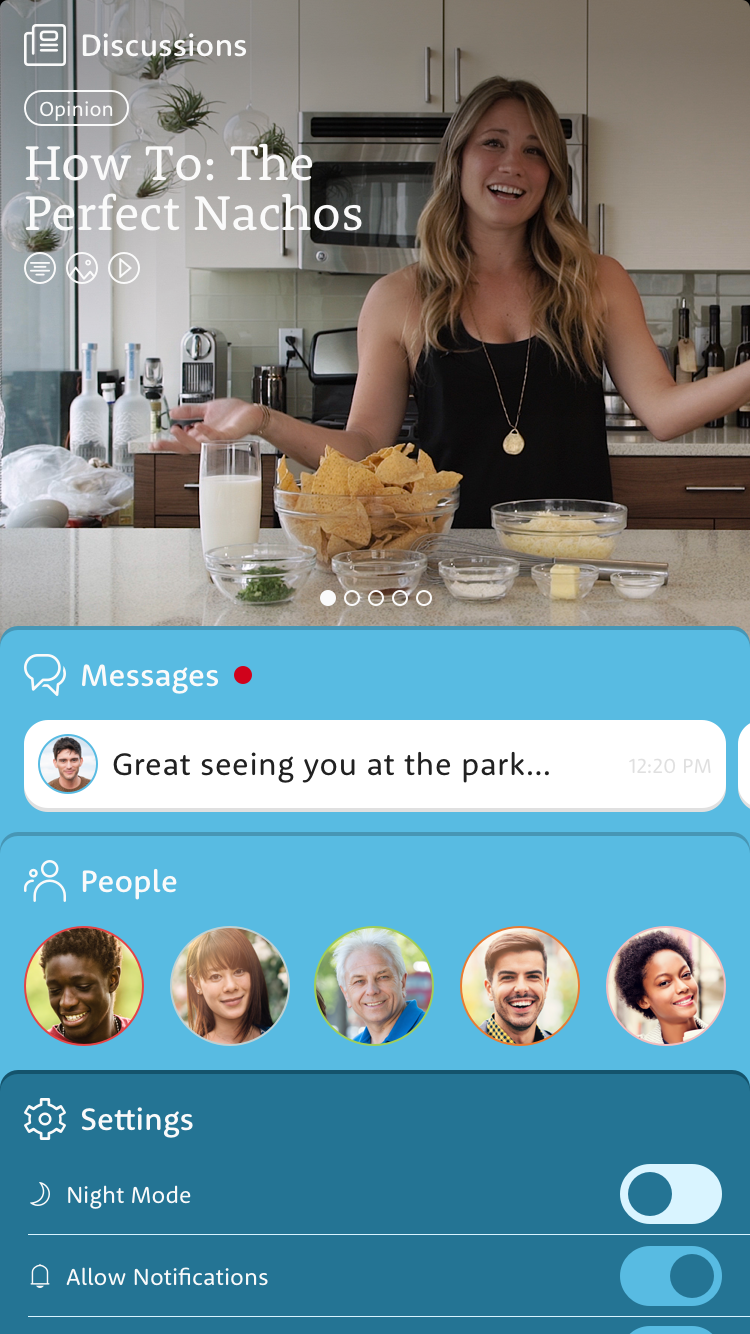 Discussions
Opinion
How To: The
Perfect Nachos
Messages
Great seeing you at the park...
12:20 PM
People
Settings
Night Mode
Allow Notifications